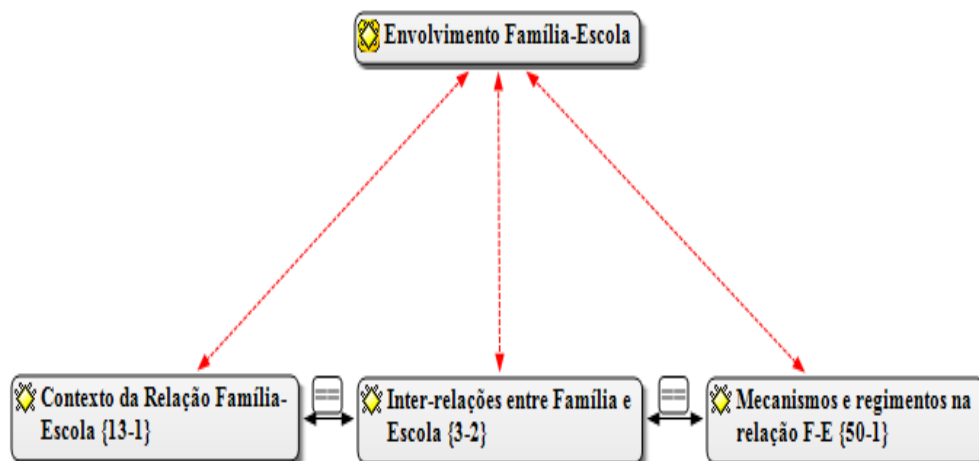 Envolvimento Família-Escola
Contexto da Relação Família-
Escola {13-1}
Inter-relações entre Família e
Escola {3-2}
Mecanismos e regimentos na
relação F-E {50-1}